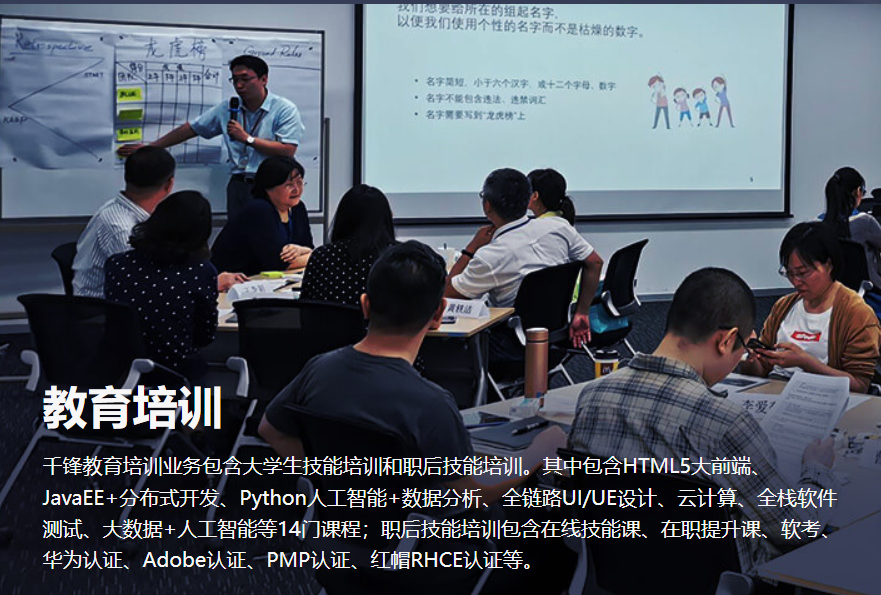 我们想要给所在的组起名字，
以便我们使用个性的名字而不是枯燥的数字。
名字简短，小于六个汉字，或十二个字母、数字
名字不能包含违法、违禁词汇
名字需要写到“龙虎榜”上
Retrospective
龙虎榜
Ground Rules
START
合计
教育培训
千锋教育培训业务包含大学生技能培训和职后技能培训。其中包含HTML5大前端、
JavaEE+分布式开发、Python人工智能+数据分析、全链路UI/UE设计、云计算、全栈软件
测试、大数据+人工智能等14门课程；职后技能培训包含在线技能课、在职提升课、软考、
华为认证、Adobe认证、PMP认证、红帽RHCE认证等。